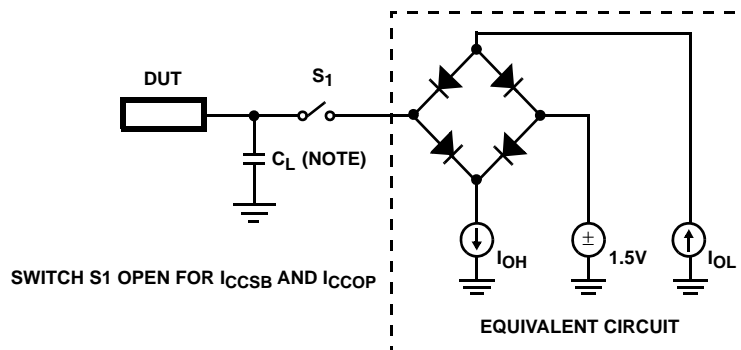 DUT
S1
CL (NOTE)
IOH
±
1.5V
IOL
SWITCH S1 OPEN FOR ICCSB AND ICCOP
EQUIVALENT CIRCUIT